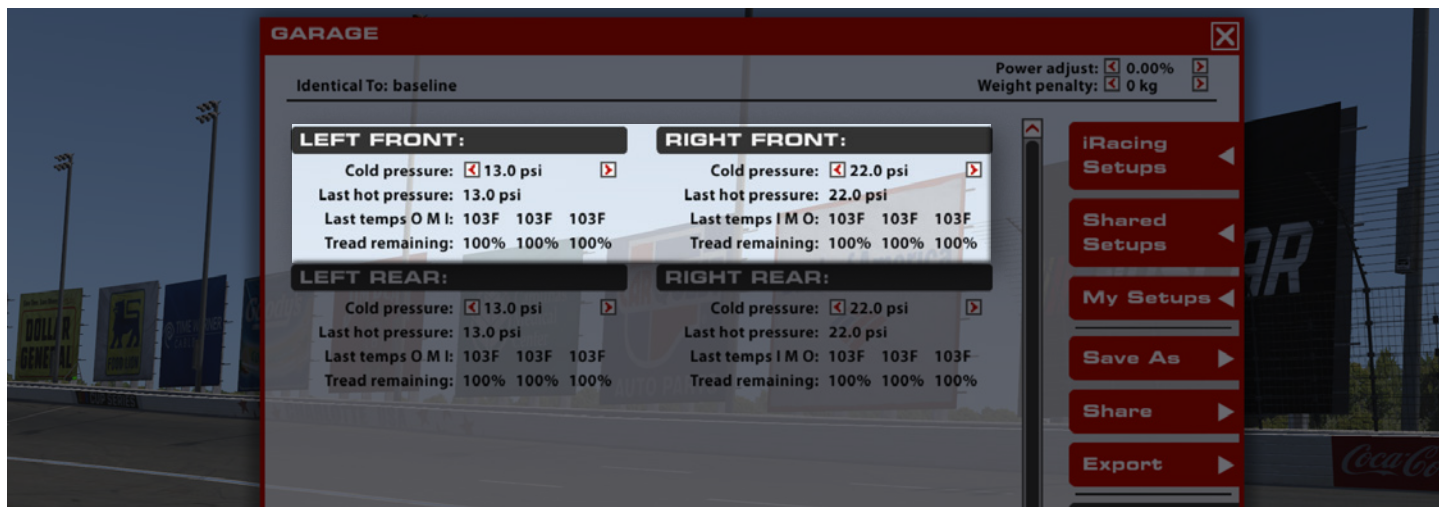 GARAGE
Identical To: baseline
Power adjust: 0.00%
Weight penalty: 0 kg
LEFT FRONT:
Cold pressure: 13.0 psi
Last hot pressure: 13.0 psi
Last temps O M I: 103F 103F 103F
Tread remaining: 100% 100% 100%
RIGHT FRONT:
Cold pressure: 22.0 psi
Last hot pressure: 22.0 psi
Last temps I M O: 103F 103F 103F
Tread remaining: 100% 100% 100%
LEFT REAR:
Cold pressure: 13.0 psi
Last hot pressure: 13.0 psi
Last temps O M I: 103F 103F 103F
Tread remaining: 100% 100% 100%
RIGHT REAR:
Cold pressure: 22.0 psi
Last hot pressure: 22.0 psi
Last temps I M O: 103F 103F 103F
Tread remaining: 100% 100% 100%
iRacing
Setups
Shared
Setups
My Setups
Save As
Share
Export
DOLLAR
GENERAL
FOOD LION
TIME WARNER
AUTO PARTS